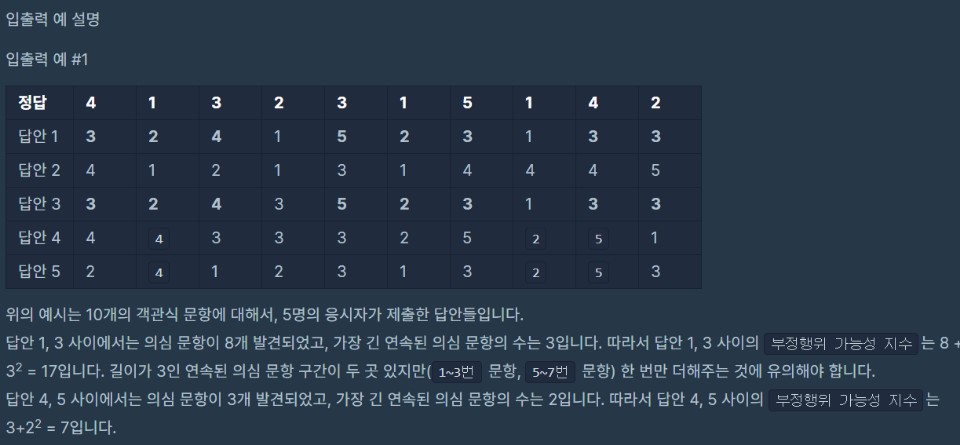 입출력 예 설명
입출력 예 #1
정답 4 1 3 2 3 1 5 1 4 2
답안 1 3 2 4 1 5 2 3 1 3 3
답안 2 4 1 2 1 3 1 4 4 4 5
답안 3 3 2 4 3 5 2 3 1 3 3
답안 4 4 4 3 3 3 2 5 2 5 1
답안 5 2 4 1 2 3 1 3 2 5 3
위의 예시는 10개의 객관식 문항에 대해서, 5명의 응시자가 제출한 답안들입니다.
답안 1, 3 사이에서는 의심 문항이 8개 발견되었고, 가장 긴 연속된 의심 문항의 수는 3입니다. 따라서 답안 1, 3 사이의 부정행위 가능성 지수 는 8 +
3² = 17입니다. 길이가 3인 연속된 의심 문항 구간이 두 곳 있지만( 1~3번 문항, 5~7번 문항) 한 번만 더해주는 것에 유의해야 합니다.
답안 4, 5 사이에서는 의심 문항이 3개 발견되었고, 가장 긴 연속된 의심 문항의 수는 2입니다. 따라서 답안 4, 5 사이의 부정행위 가능성 지수 는
3+2² = 7입니다.